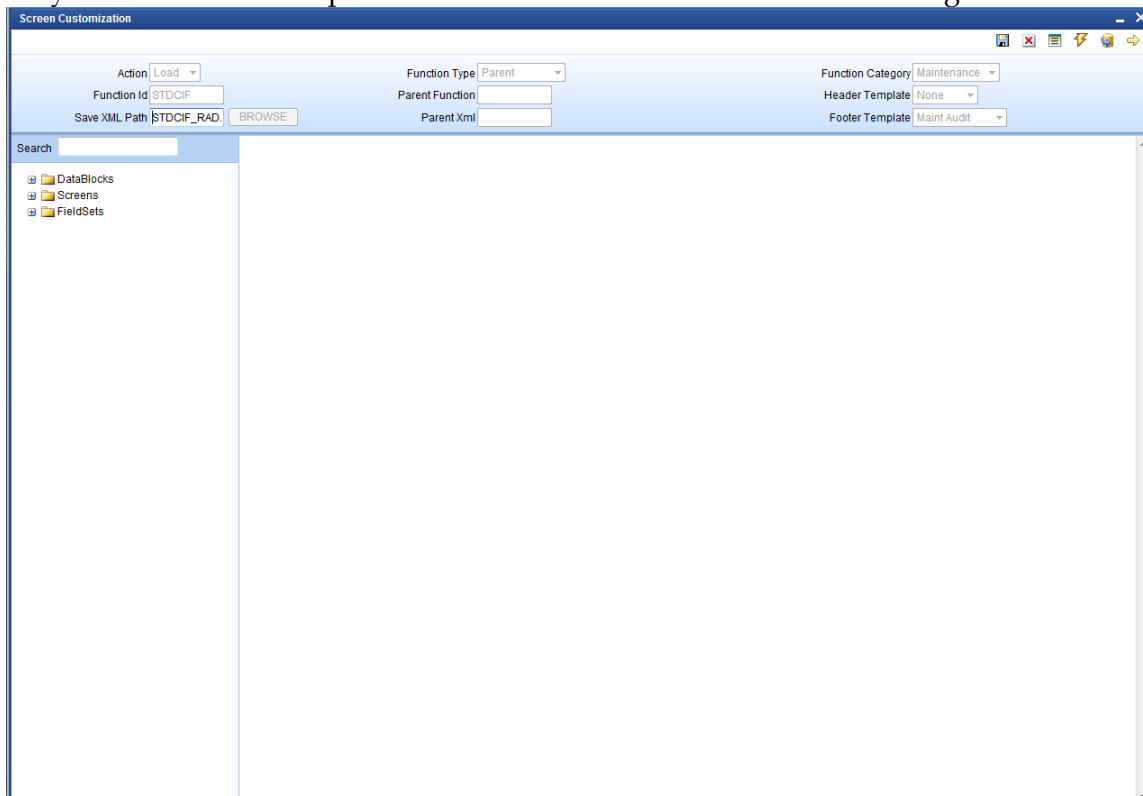 Screen Customization
Action Load Function Type Parent Function Category Maintenance
Function Id STDCIF Parent Function Header Template None
Save XML Path STDCIF_RAD. BROWSE Parent Xml Footer Template Maint Audit
Search
DataBlocks
Screens
FieldSets